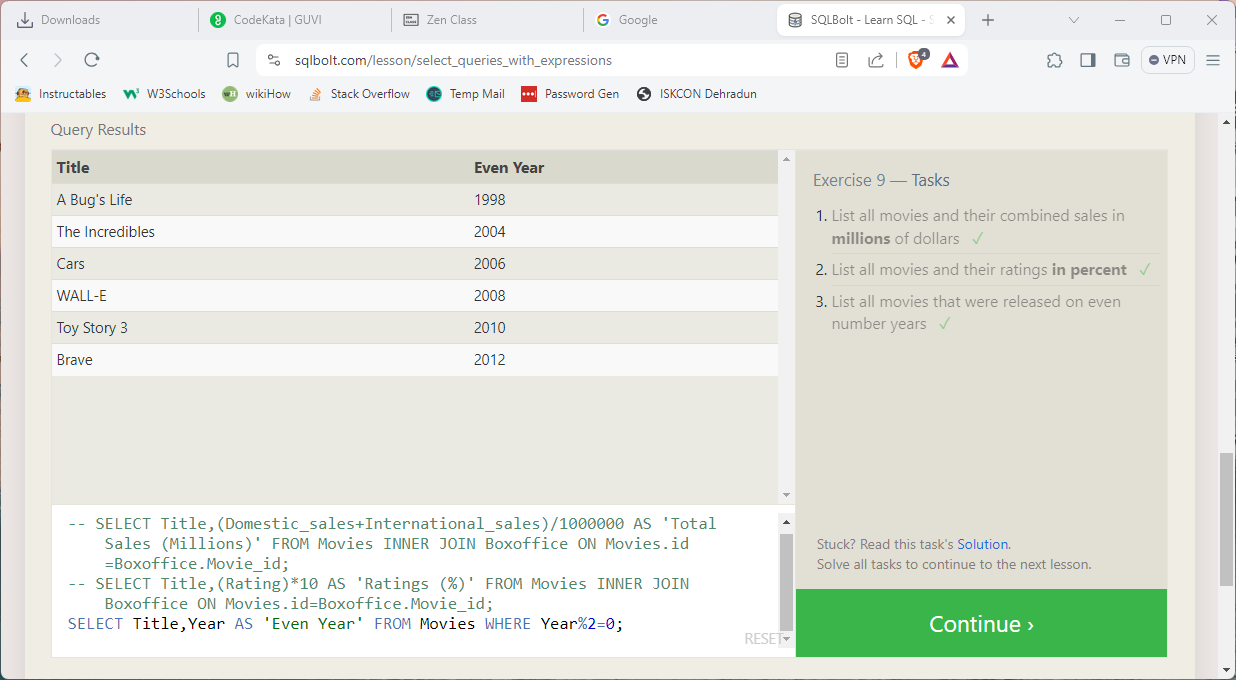 Downloads
CodeKata | GUVI
Zen Class
Google
SQLBolt - Learn SQL - S
sqlbolt.com/lesson/select_queries_with_expressions
4
VPN
Instructables
W3Schools
wikiHow
Stack Overflow
Temp Mail
Password Gen
ISKCON Dehradun
Query Results
Title Even Year
A Bug's Life 1998
The Incredibles 2004
Cars 2006
WALL-E 2008
Toy Story 3 2010
Brave 2012
-- SELECT Title,(Domestic_sales+International_sales)/1000000 AS 'Total
Sales (Millions)' FROM Movies INNER JOIN Boxoffice ON Movies.id
=Boxoffice.Movie_id;
-- SELECT Title,(Rating)*10 AS 'Ratings (%)' FROM Movies INNER JOIN
Boxoffice ON Movies.id=Boxoffice.Movie_id;
SELECT Title,Year AS 'Even Year' FROM Movies WHERE Year%2=0;
RESET
Exercise 9 — Tasks
1. List all movies and their combined sales in
millions of dollars ✓
2. List all movies and their ratings in percent ✓
3. List all movies that were released on even
number years ✓
Stuck? Read this task's Solution.
Solve all tasks to continue to the next lesson.
Continue ›